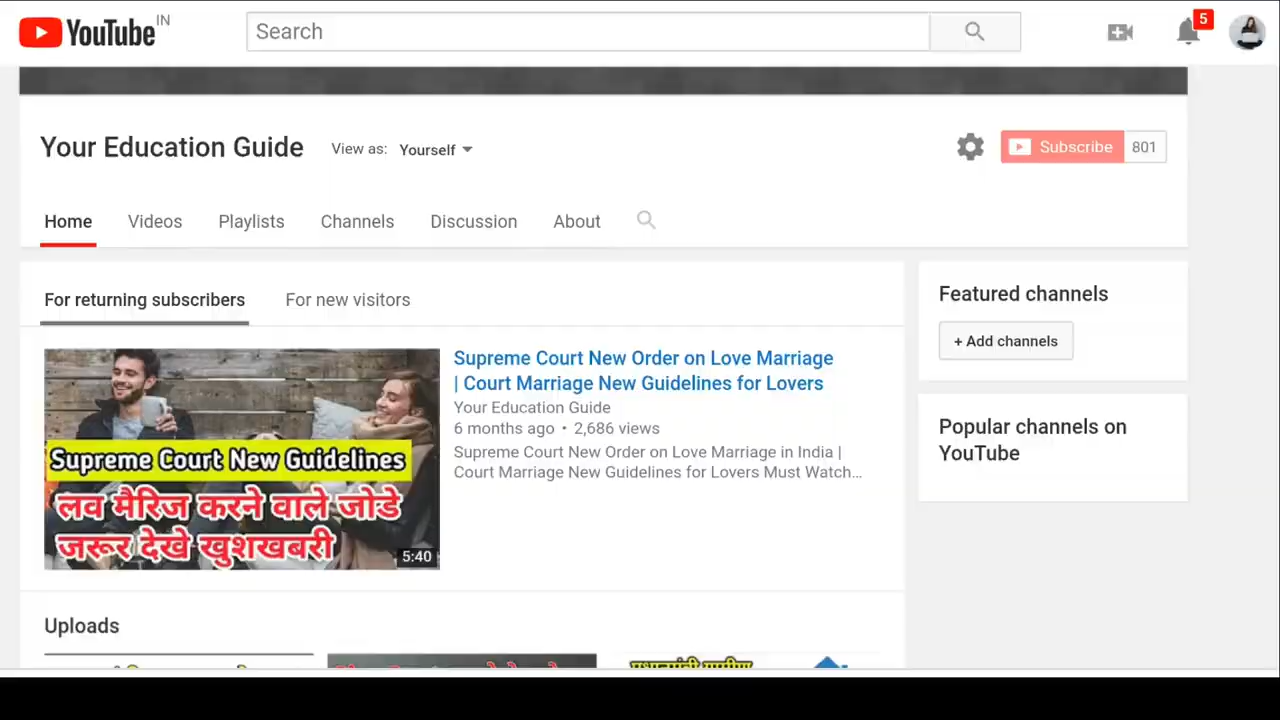 YouTube IN
Search
5
Your Education Guide
View as: Yourself
Subscribe 801
Home Videos Playlists Channels Discussion About
For returning subscribers For new visitors
Supreme Court New Guidelines
लव मैरिज करने वाले जोडे
जरूर देखे खुशखबरी
5:40
Supreme Court New Order on Love Marriage
| Court Marriage New Guidelines for Lovers
Your Education Guide
6 months ago • 2,686 views
Supreme Court New Order on Love Marriage in India |
Court Marriage New Guidelines for Lovers Must Watch...
Featured channels
+ Add channels
Popular channels on
YouTube
Uploads